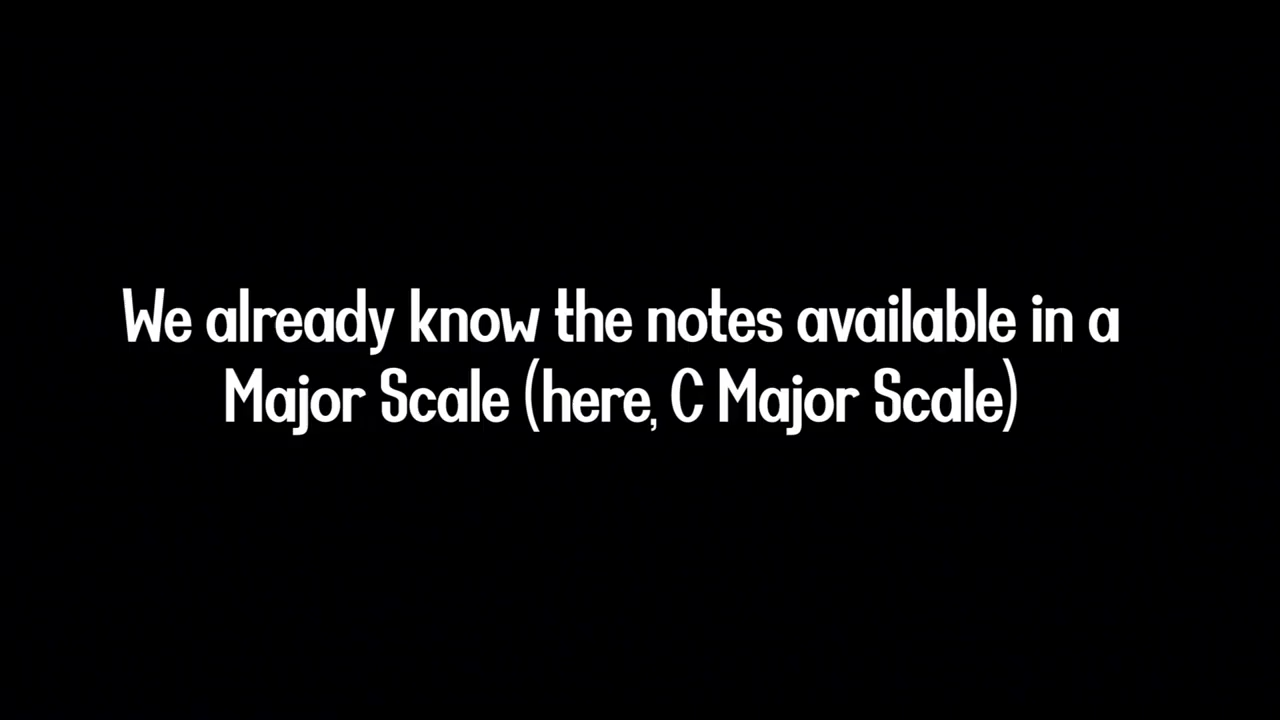 We already know the notes available in a
Major Scale (here, C Major Scale)